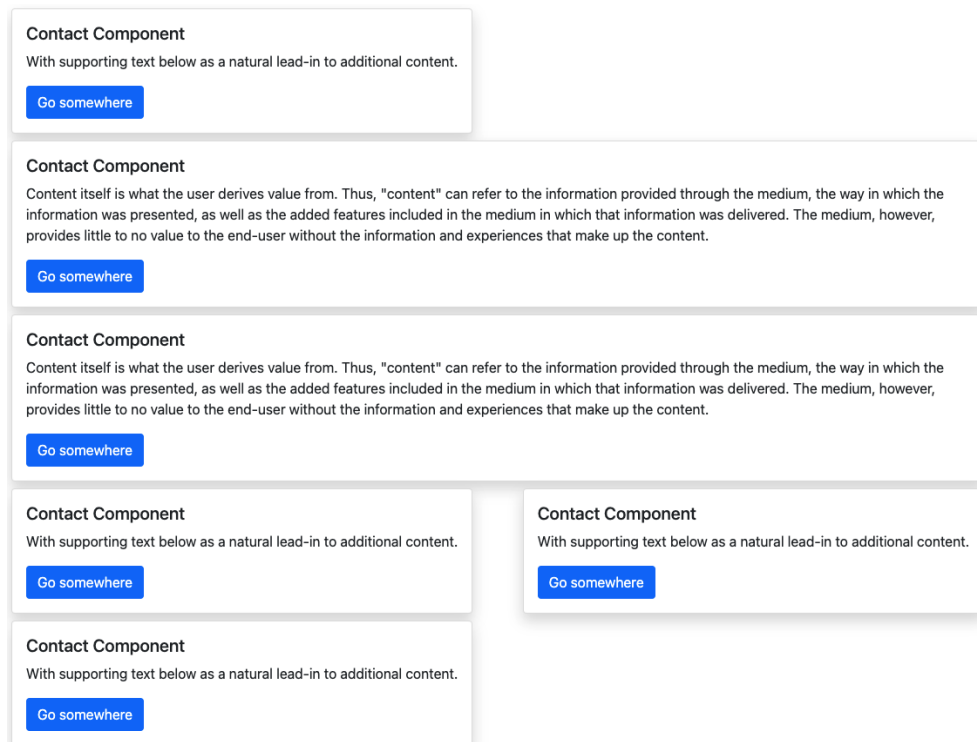 Contact Component
With supporting text below as a natural lead-in to additional content.
Go somewhere
Contact Component
Content itself is what the user derives value from. Thus, "content" can refer to the information provided through the medium, the way in which the
information was presented, as well as the added features included in the medium in which that information was delivered. The medium, however,
provides little to no value to the end-user without the information and experiences that make up the content.
Go somewhere
Contact Component
Content itself is what the user derives value from. Thus, "content" can refer to the information provided through the medium, the way in which the
information was presented, as well as the added features included in the medium in which that information was delivered. The medium, however,
provides little to no value to the end-user without the information and experiences that make up the content.
Go somewhere
Contact Component
With supporting text below as a natural lead-in to additional content.
Go somewhere
Contact Component
With supporting text below as a natural lead-in to additional content.
Go somewhere
Contact Component
With supporting text below as a natural lead-in to additional content.
Go somewhere